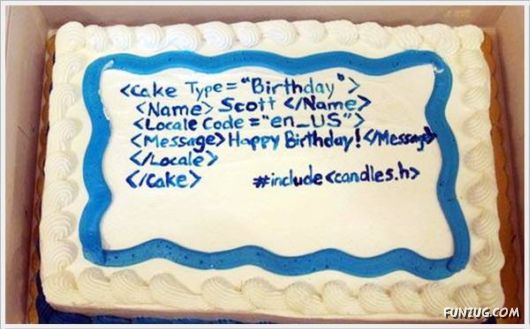 <Cake Type="Birthday">
<Name> Scott </Name>
<Locale Code="en_US">
<Message>Happy Birthday!</Message>
</Locale>
</Cake> #include<candles.h>
FUNZUG.COM